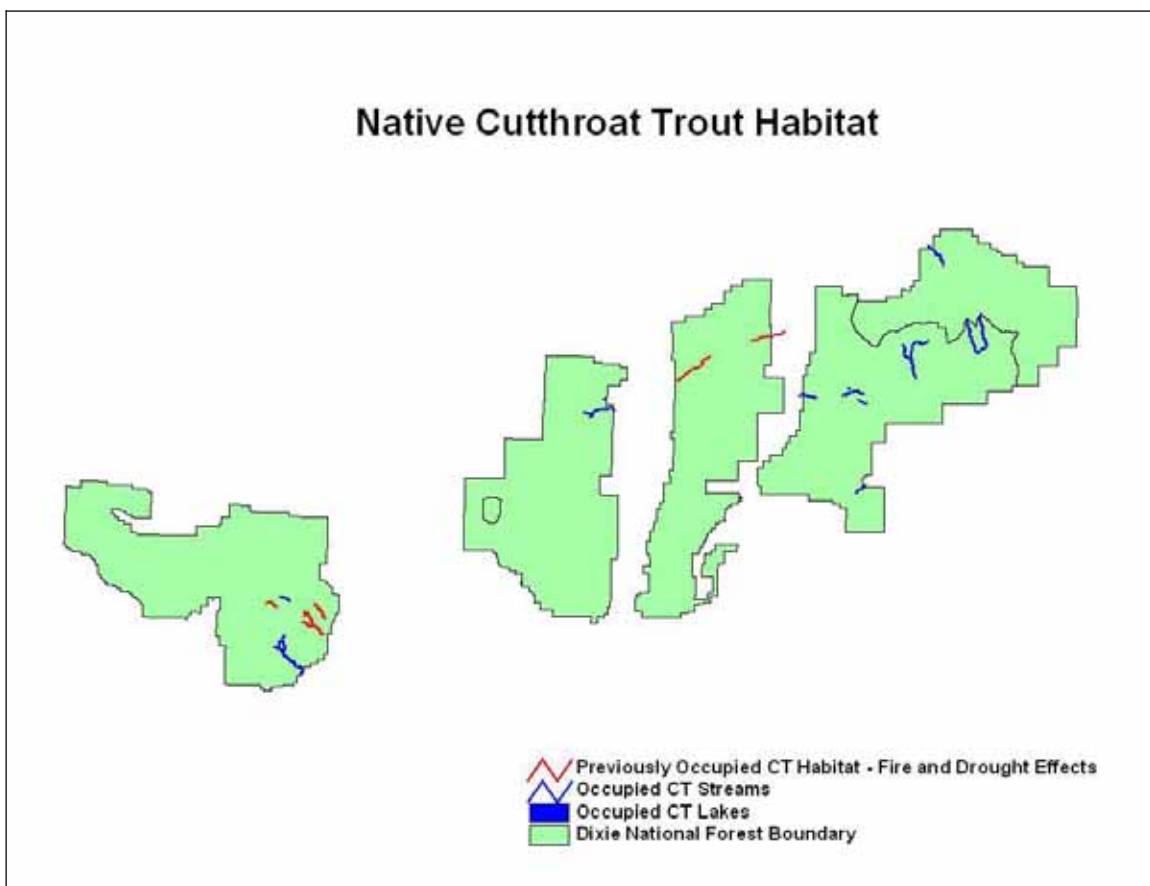 Native Cutthroat Trout Habitat
Previously Occupied CT Habitat - Fire and Drought Effects
Occupied CT Streams
Occupied CT Lakes
Dixie National Forest Boundary